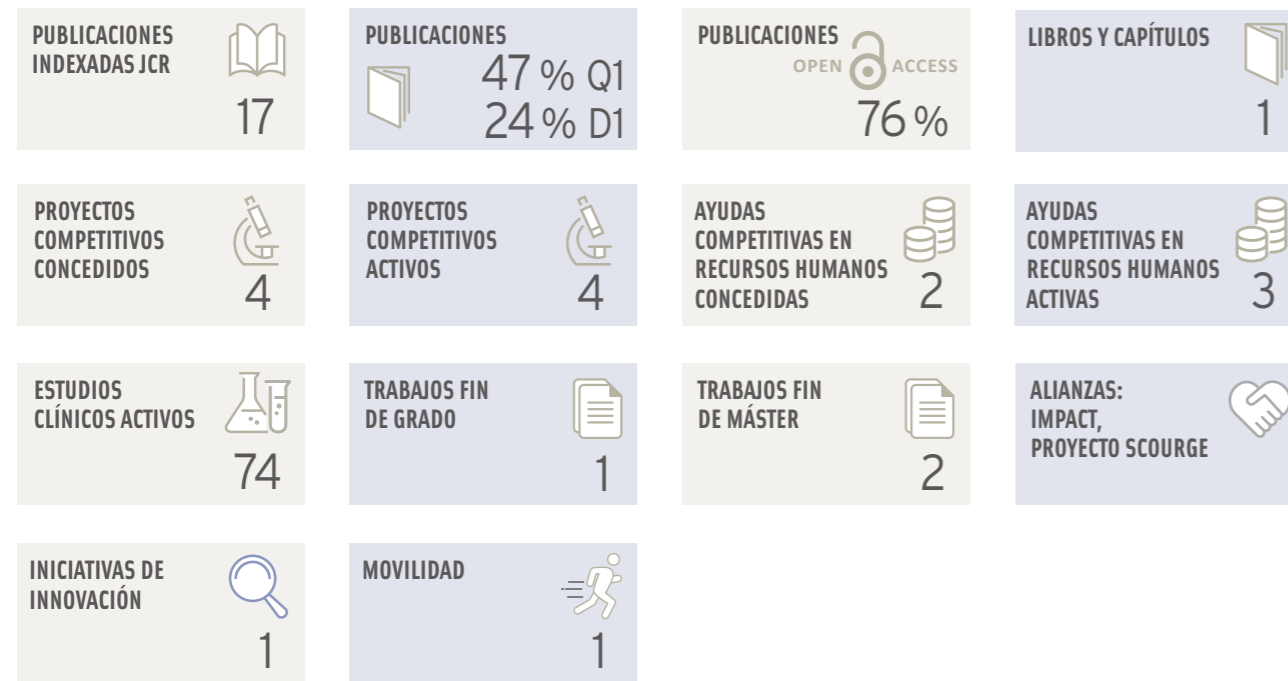 PUBLICACIONES
INDEXADAS JCR
17
PUBLICACIONES
47 % Q1
24 % D1
PUBLICACIONES
OPEN ACCESS
76 %
LIBROS Y CAPÍTULOS
1
PROYECTOS
COMPETITIVOS
CONCEDIDOS
4
PROYECTOS
COMPETITIVOS
ACTIVOS
4
AYUDAS
COMPETITIVAS EN
RECURSOS HUMANOS
CONCEDIDAS
2
AYUDAS
COMPETITIVAS EN
RECURSOS HUMANOS
ACTIVAS
3
ESTUDIOS
CLÍNICOS ACTIVOS
74
TRABAJOS FIN
DE GRADO
1
TRABAJOS FIN
DE MÁSTER
2
ALIANZAS:
IMPACT,
PROYECTO SCOURGE
INICIATIVAS DE
INNOVACIÓN
1
MOVILIDAD
1